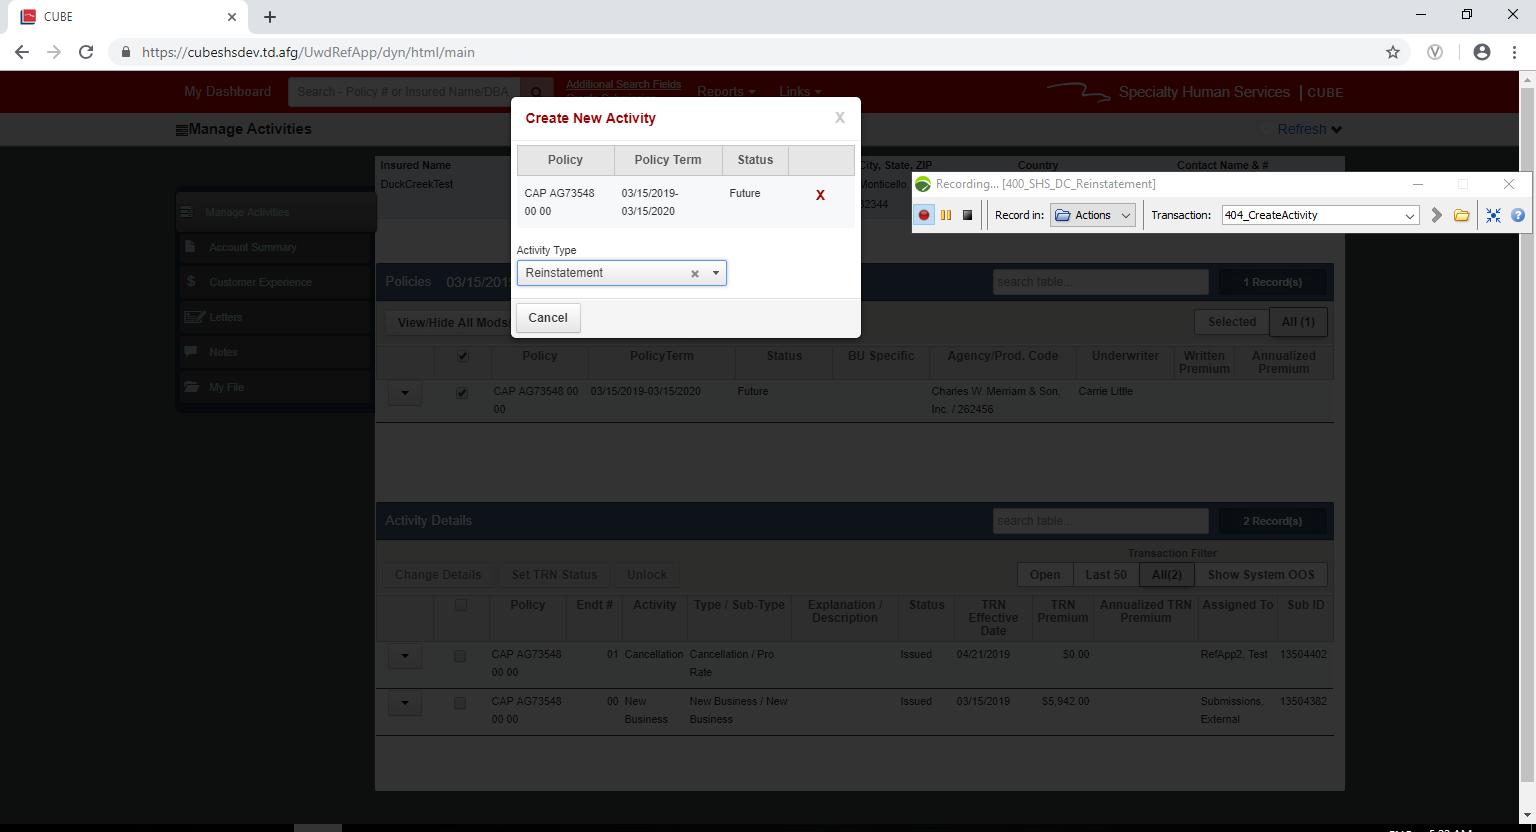 CUBE
https://cubeshsdev.td.afg/UwdRefApp/dyn/html/main
My Dashboard
Search - Policy # or Insured Name/DBA
Additional Search Fields
Reports
Links
Specialty Human Services | CUBE
Manage Activities
Refresh
Create New Activity
X
Policy Policy Term Status
CAP AG73548 03/15/2019- Future X
00 00 03/15/2020
Activity Type
Reinstatement
Cancel
Insured Name City, State, ZIP Country Contact Name & #
DuckCreekTest Monticello,
32344
Recording... [400_SHS_DC_Reinstatement]
Record in: Actions Transaction: 404_CreateActivity
Manage Activities
Account Summary
Customer Experience
Letters
Notes
My File
Policies 03/15/201 search table... 1 Record(s)
View/Hide All Mods Selected All (1)
Policy PolicyTerm Status BU Specific Agency/Prod. Code Underwriter Written Annualized
Premium Premium
CAP AG73548 00 03/15/2019-03/15/2020 Future Charles W. Merriam & Son, Carrie Little
00 Inc. / 262456
Activity Details search table... 2 Record(s)
Transaction Filter
Change Details Set TRN Status Unlock Open Last 50 All(2) Show System OOS
Policy Endt # Activity Type / Sub-Type Explanation / Status TRN TRN Annualized TRN Assigned To Sub ID
Description Effective Premium Premium
Date
CAP AG73548 01 Cancellation Cancellation / Pro Issued 04/21/2019 $0.00 RefApp2, Test 13504402
00 00 Rate
CAP AG73548 00 New New Business / New Issued 03/15/2019 $5,942.00 Submissions, 13504382
00 00 Business Business External